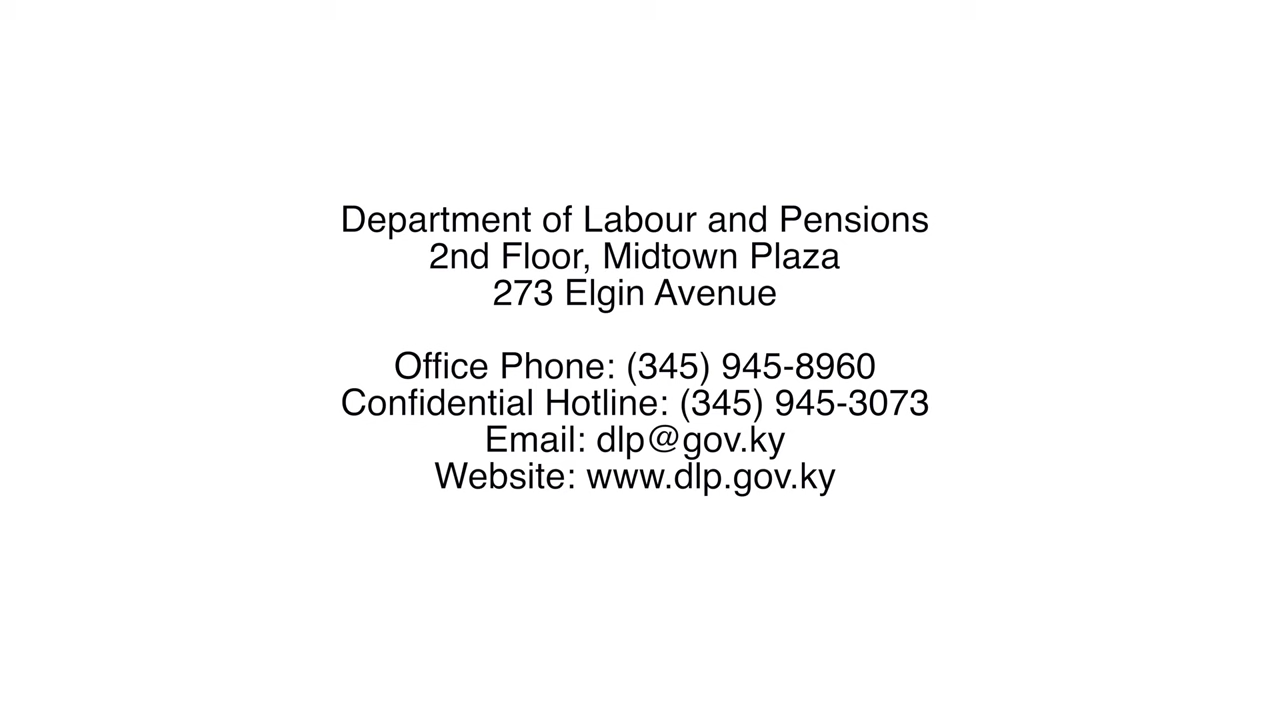 Department of Labour and Pensions
2nd Floor, Midtown Plaza
273 Elgin Avenue
Office Phone: (345) 945-8960
Confidential Hotline: (345) 945-3073
Email: dlp@gov.ky
Website: www.dlp.gov.ky